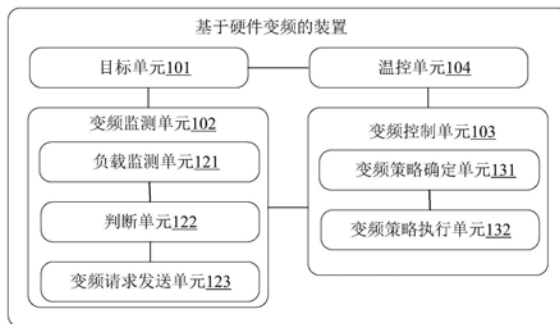 基于硬件变频的装置
目标单元101
温控单元104
变频监测单元102
负载监测单元121
判断单元122
变频请求发送单元123
变频控制单元103
变频策略确定单元131
变频策略执行单元132